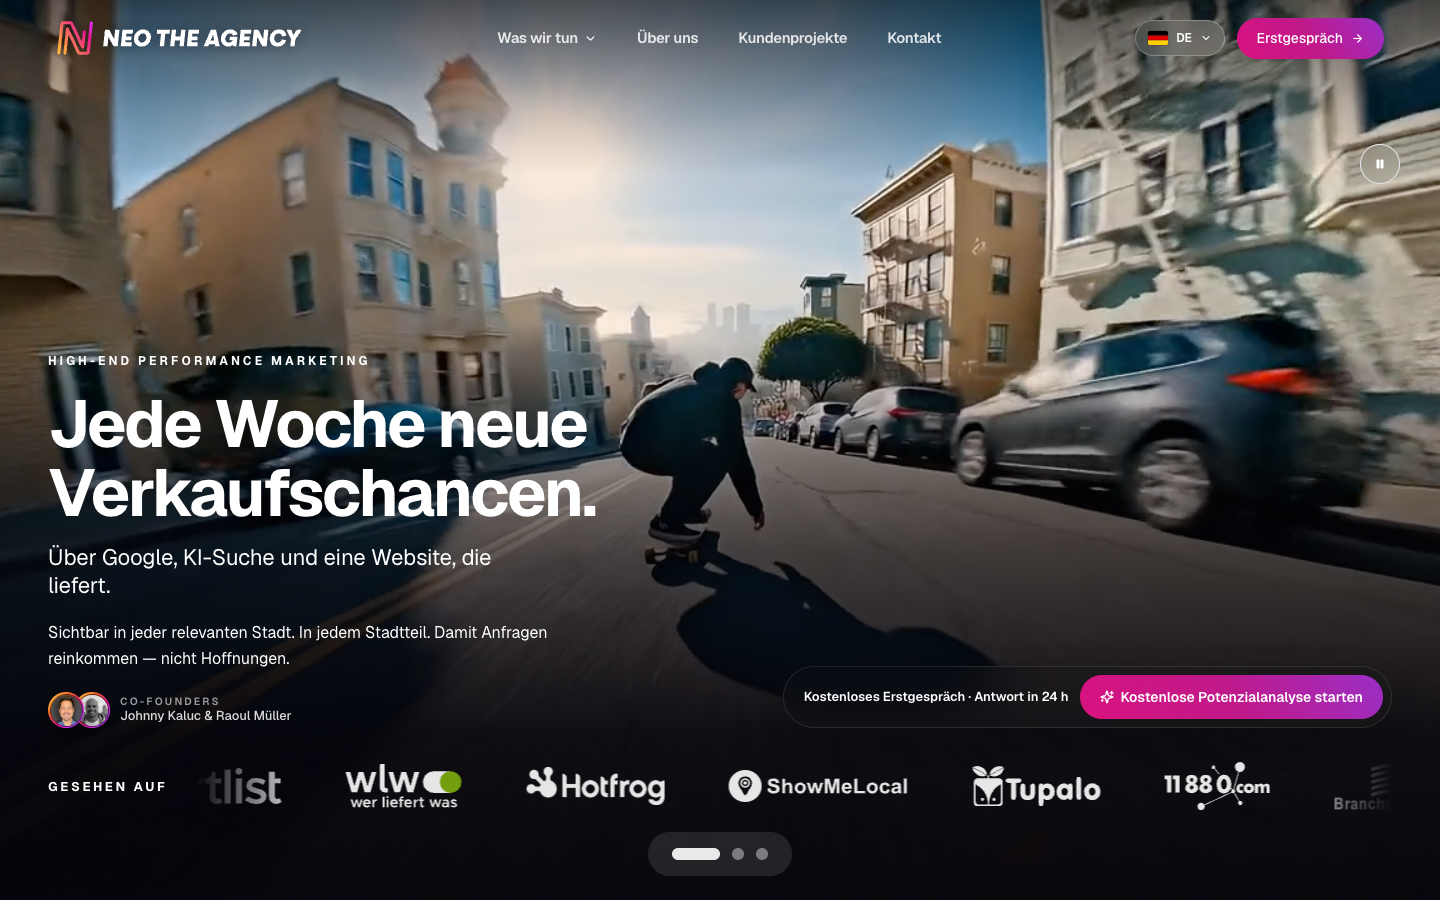 NEO THE AGENCY
Was wir tun
Über uns
Kundenprojekte
Kontakt
DE
Erstgespräch
HIGH-END PERFORMANCE MARKETING
Jede Woche neue
Verkaufschancen.
Über Google, KI-Suche und eine Website, die
liefert.
Sichtbar in jeder relevanten Stadt. In jedem Stadtteil. Damit Anfragen
reinkommen — nicht Hoffnungen.
CO-FOUNDERS
Johnny Kaluc & Raoul Müller
Kostenloses Erstgespräch · Antwort in 24 h
Kostenlose Potenzialanalyse starten
GESEHEN AUF
tlist
wlw
wer liefert was
Hotfrog
ShowMeLocal
Tupalo
11880.com
Branche